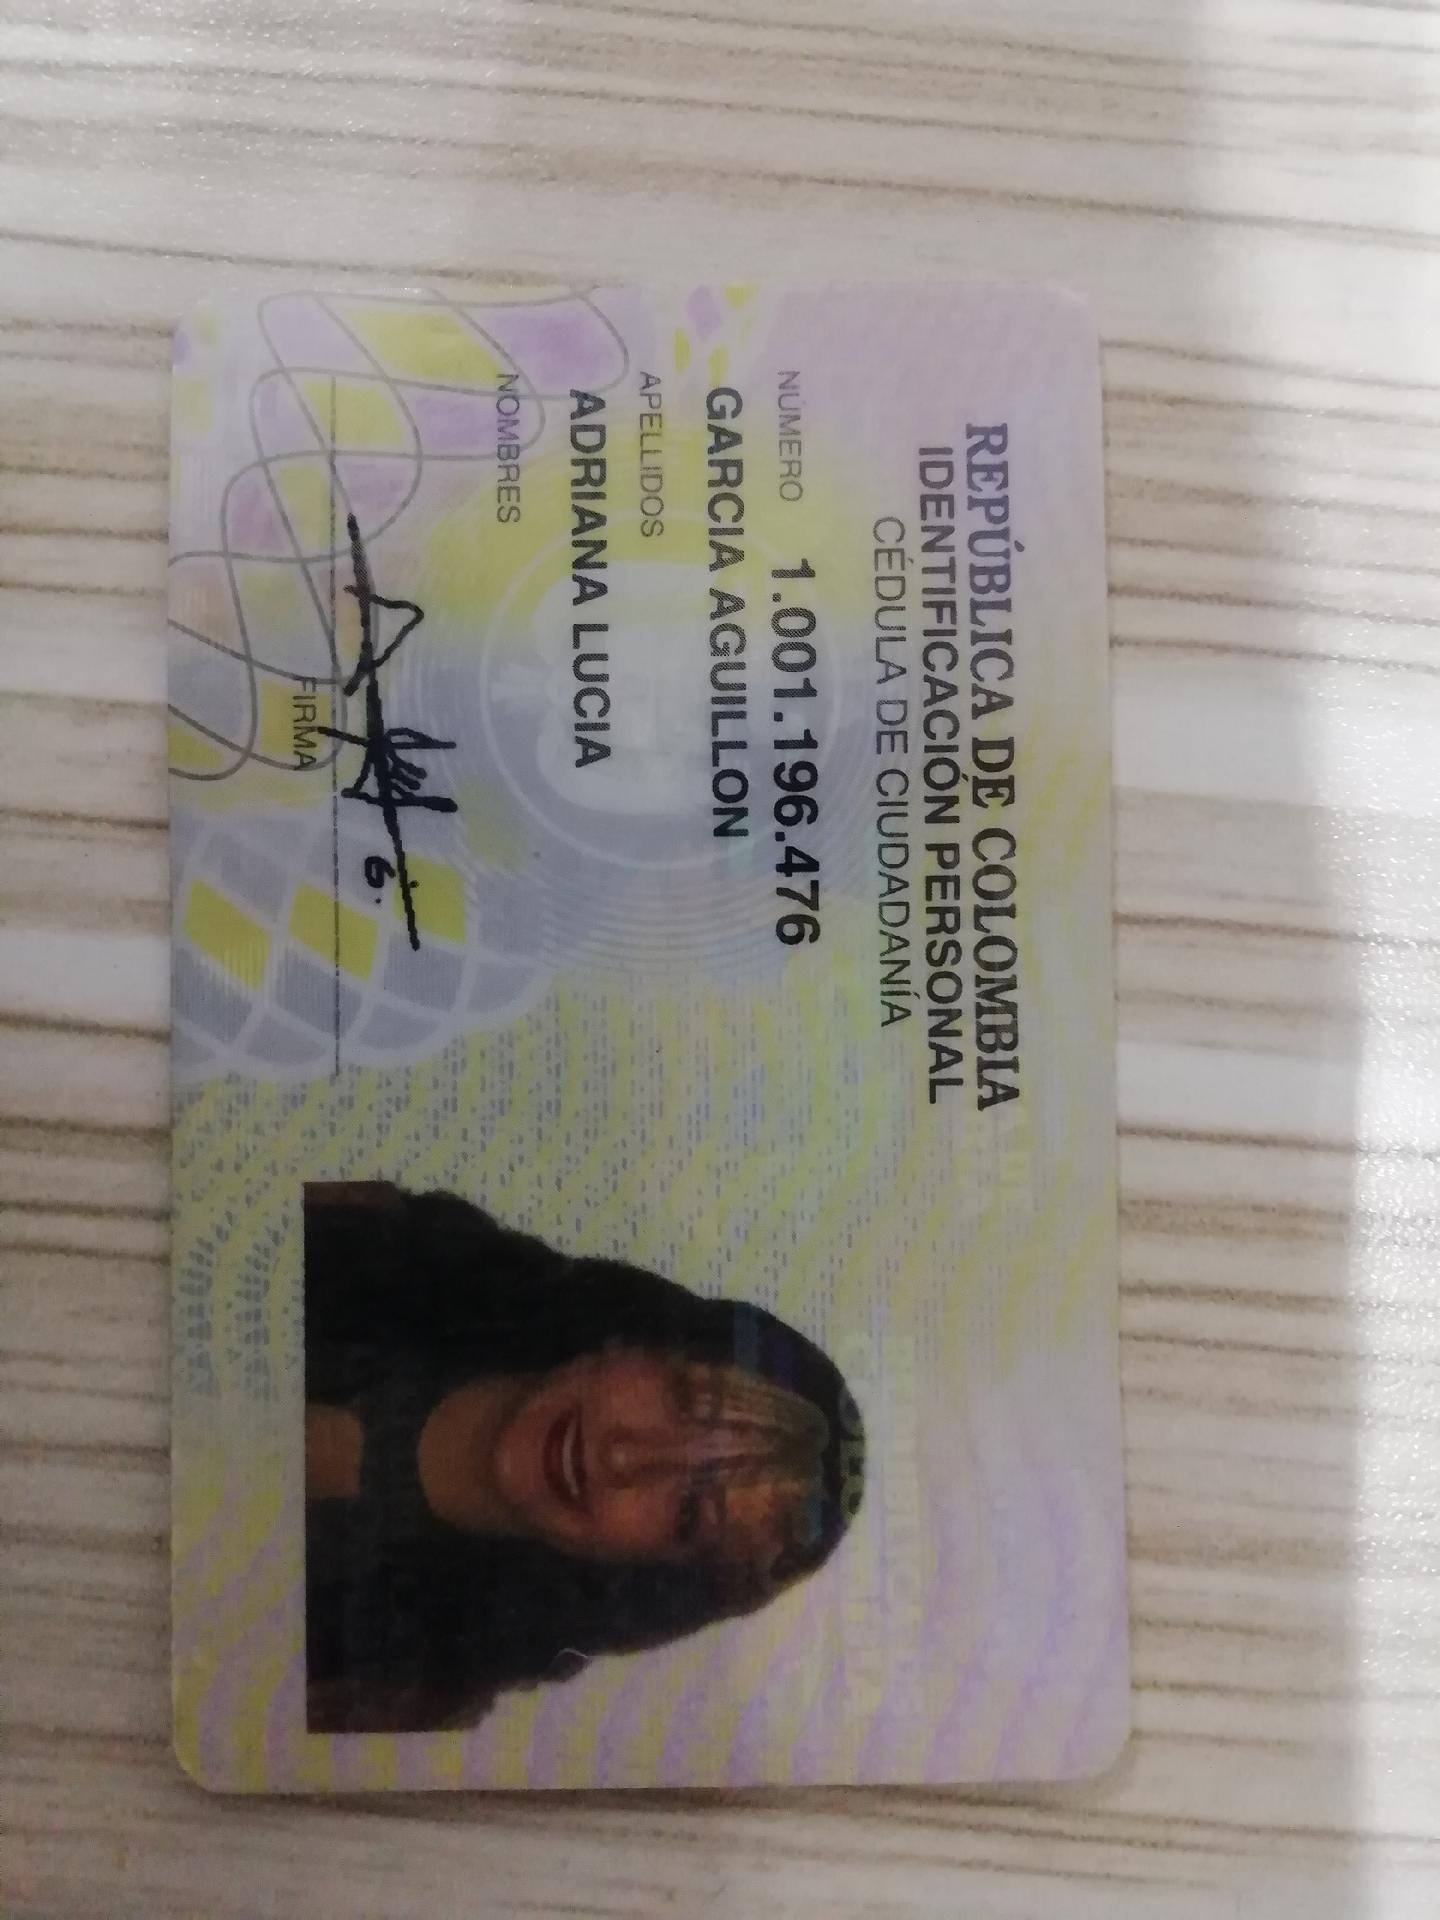 REPÚBLICA DE COLOMBIA
IDENTIFICACIÓN PERSONAL
CÉDULA DE CIUDADANÍA
NÚMERO 1.001.196.476
GARCIA AGUILLON
APELLIDOS
ADRIANA LUCIA
NOMBRES
FIRMA